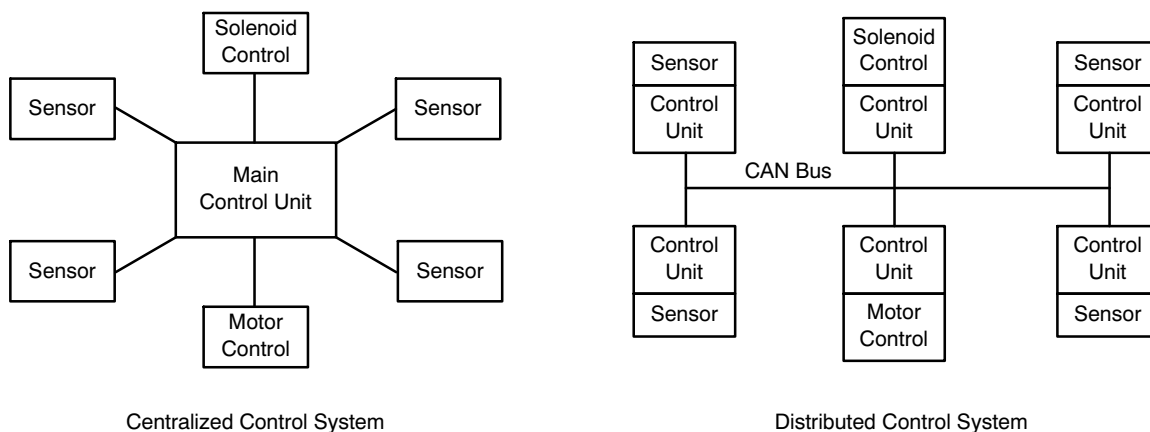 Solenoid
Control
Sensor
Sensor
Main
Control Unit
Sensor
Sensor
Motor
Control
Centralized Control System
Sensor
Control
Unit
Solenoid
Control
Control
Unit
Sensor
Control
Unit
CAN Bus
Control
Unit
Sensor
Control
Unit
Motor
Control
Control
Unit
Sensor
Distributed Control System